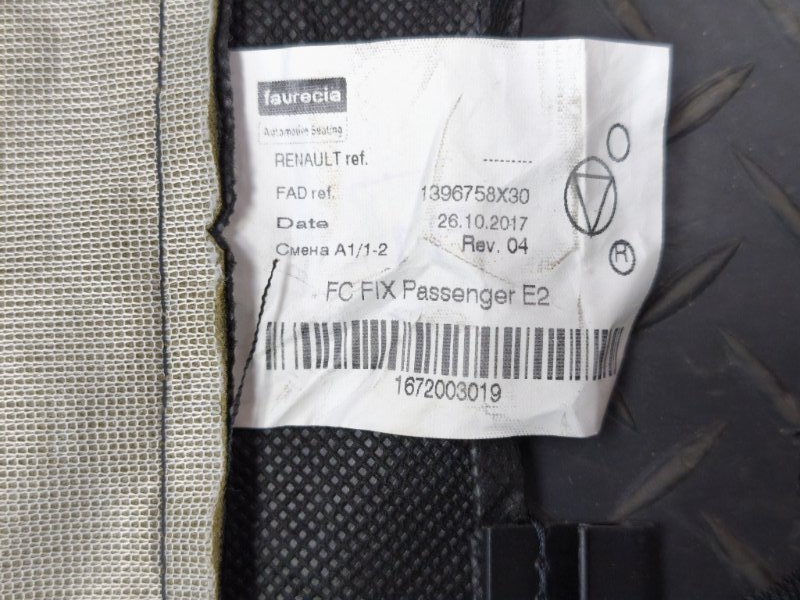 faurecia
Automotive Seating
RENAULT ref. --------
FAD ref. 1396758X30
Date 26.10.2017
Смена А1/1-2 Rev. 04
FC FIX Passenger E2
1672003019
R